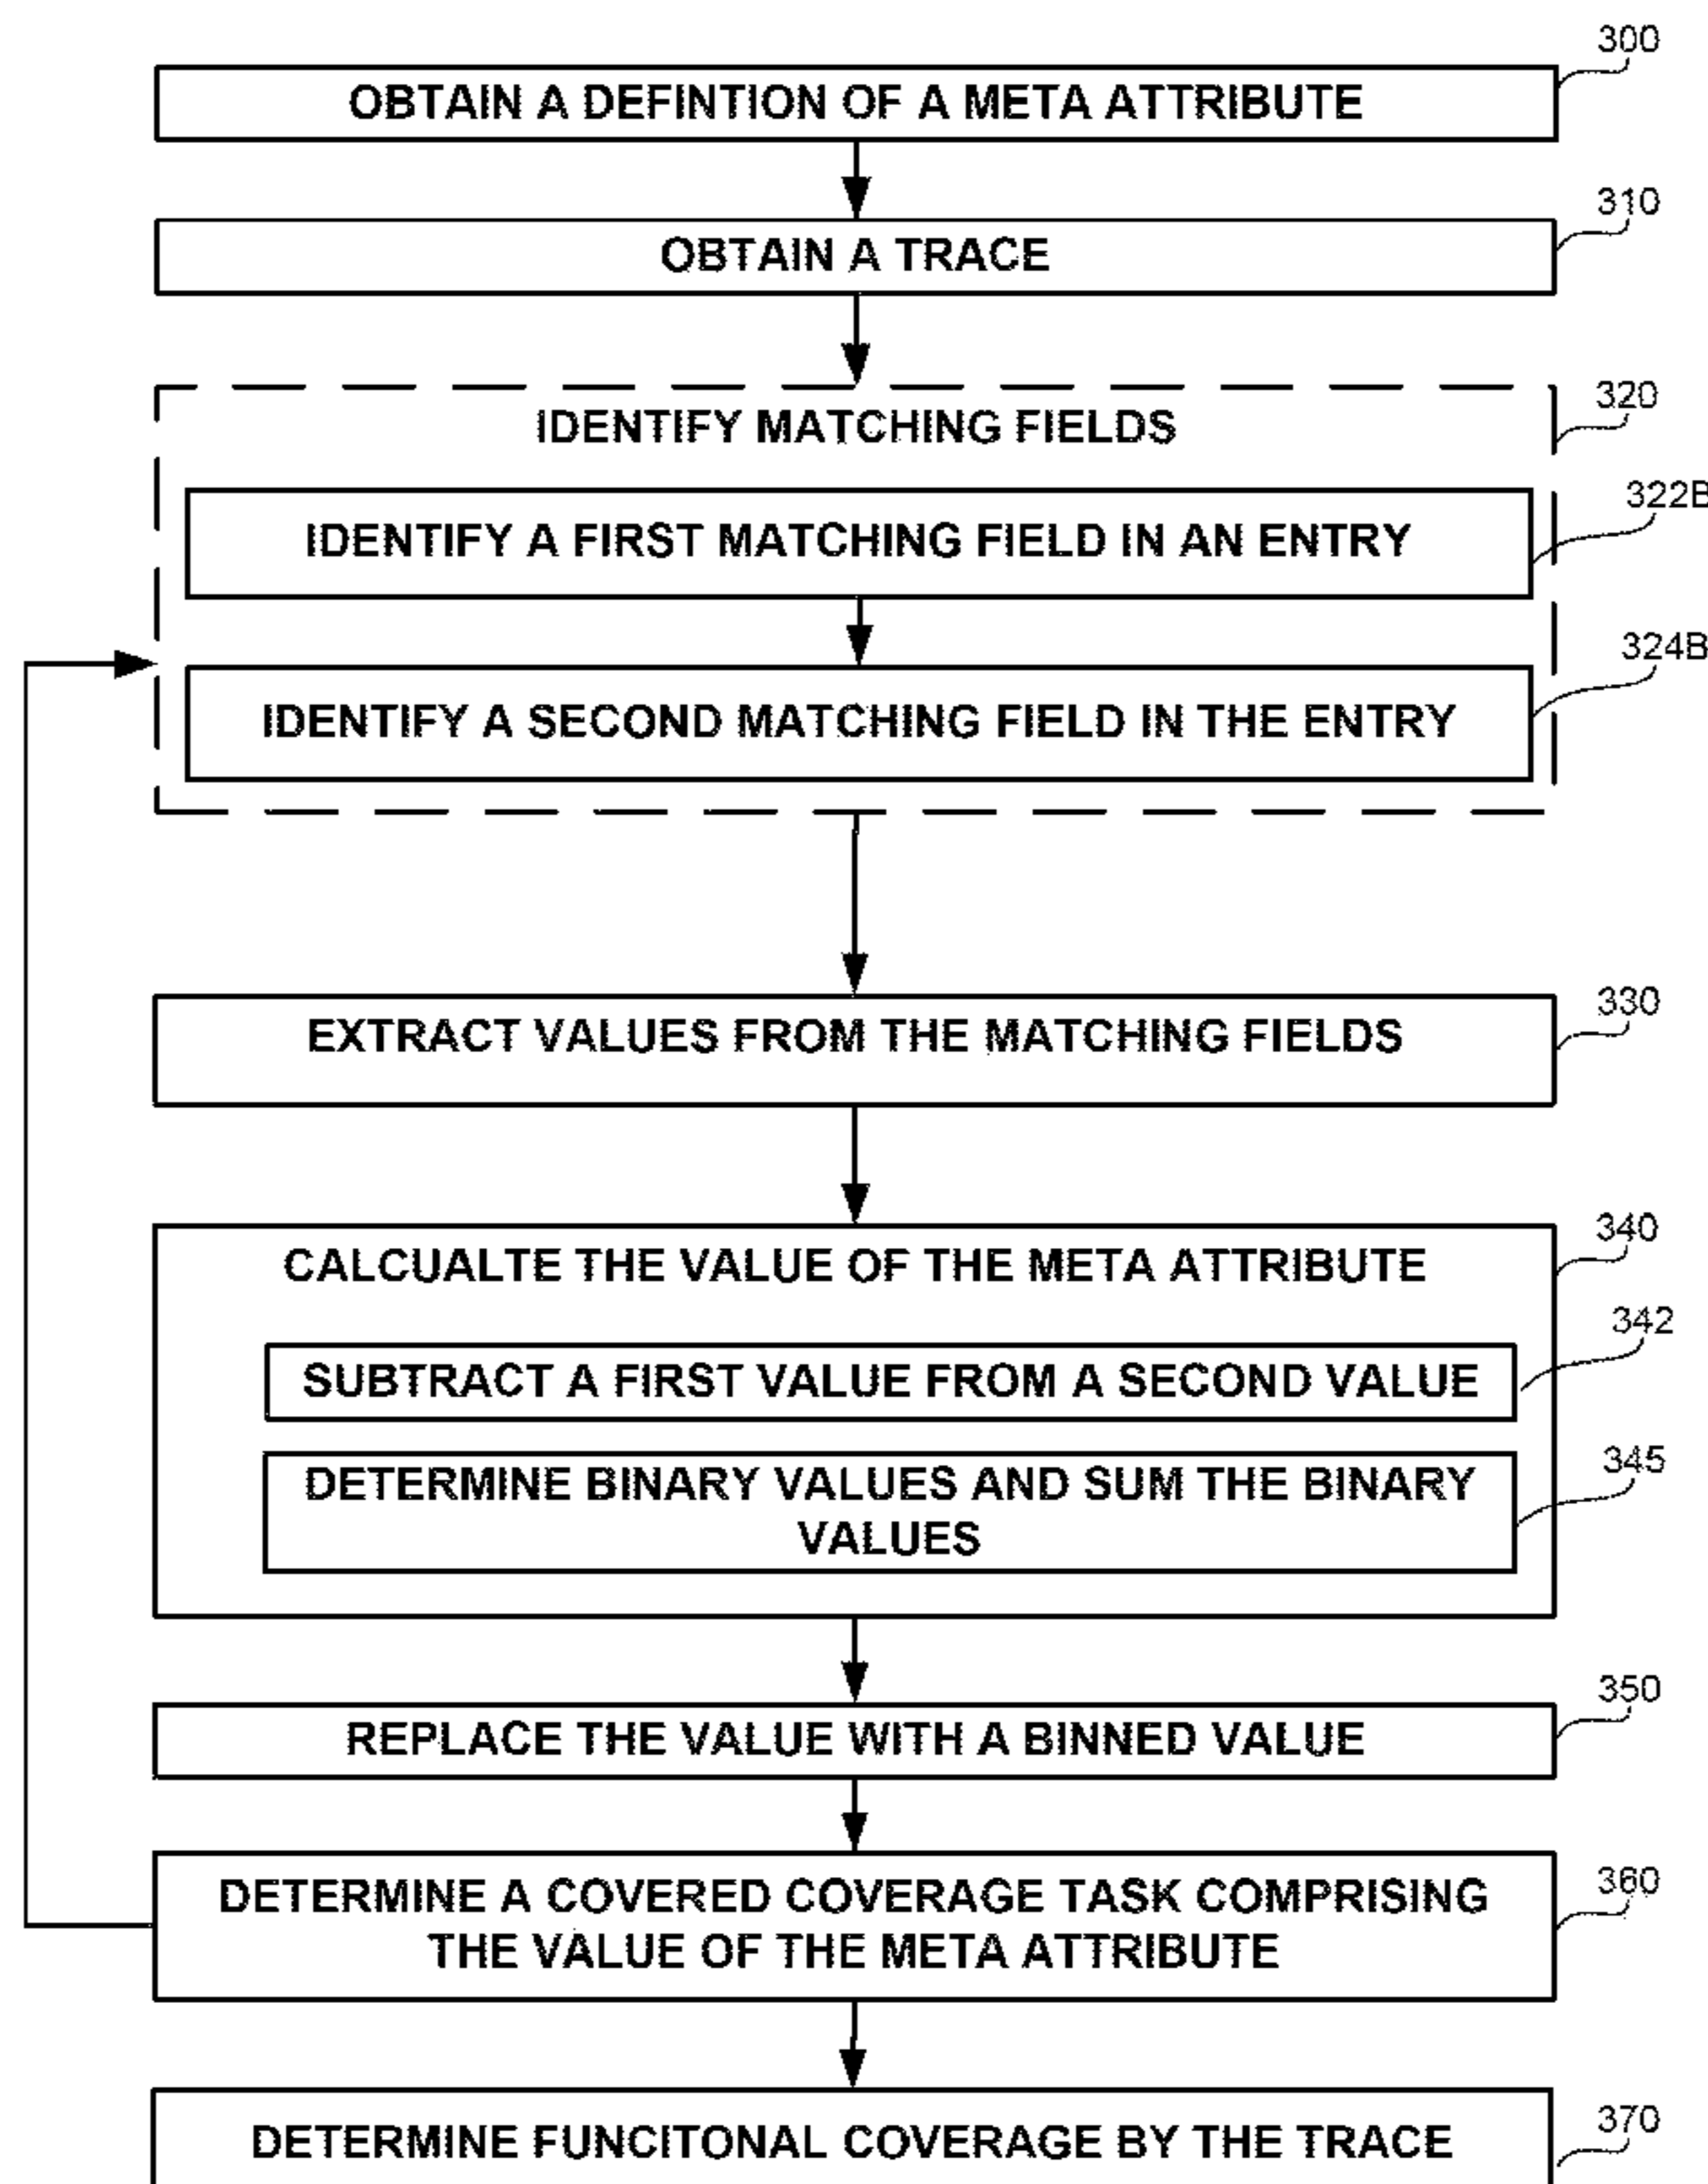 300
OBTAIN A DEFINTION OF A META ATTRIBUTE
310
OBTAIN A TRACE
320
IDENTIFY MATCHING FIELDS
322B
IDENTIFY A FIRST MATCHING FIELD IN AN ENTRY
324B
IDENTIFY A SECOND MATCHING FIELD IN THE ENTRY
330
EXTRACT VALUES FROM THE MATCHING FIELDS
340
CALCUALTE THE VALUE OF THE META ATTRIBUTE
342
SUBTRACT A FIRST VALUE FROM A SECOND VALUE
345
DETERMINE BINARY VALUES AND SUM THE BINARY
VALUES
350
REPLACE THE VALUE WITH A BINNED VALUE
360
DETERMINE A COVERED COVERAGE TASK COMPRISING
THE VALUE OF THE META ATTRIBUTE
370
DETERMINE FUNCITONAL COVERAGE BY THE TRACE